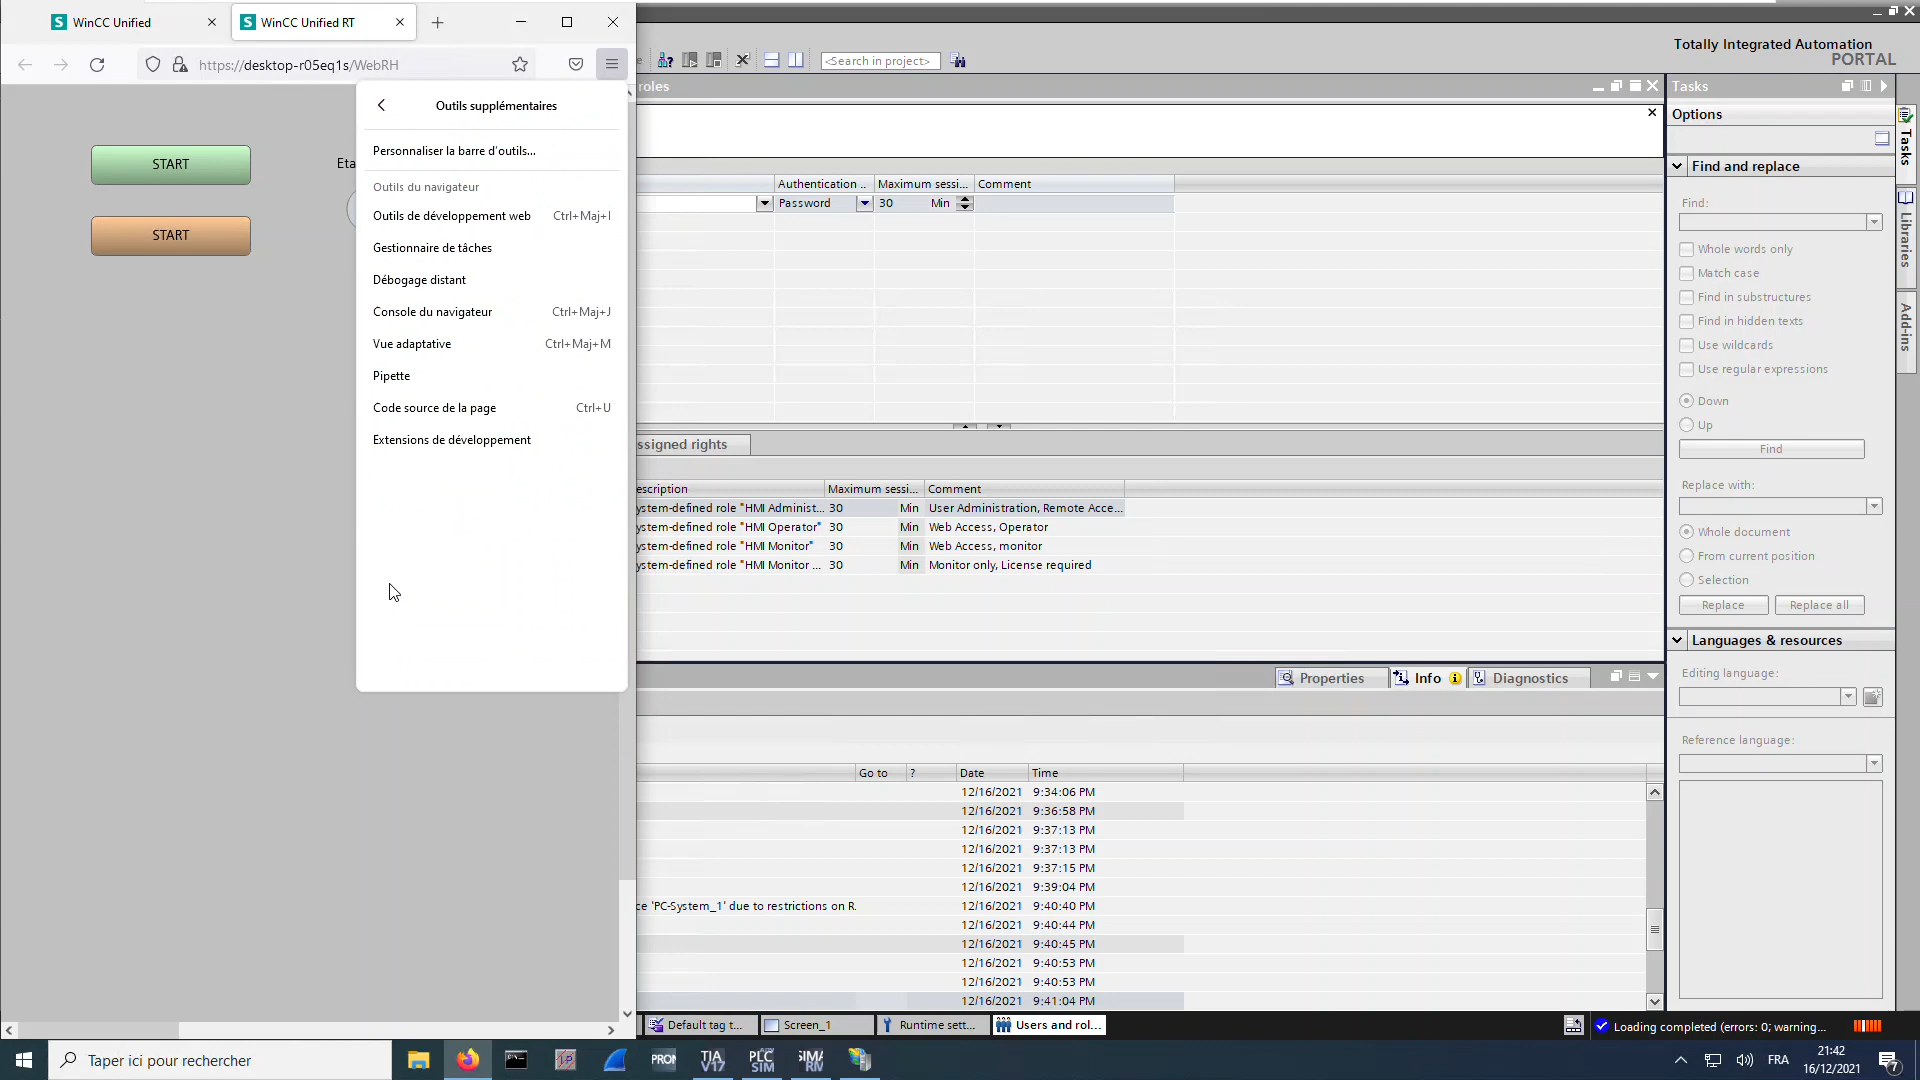 WinCC Unified
WinCC Unified RT
https://desktop-r05eq1s/WebRH
Outils supplémentaires
Personnaliser la barre d'outils...
Outils du navigateur
Outils de développement web Ctrl+Maj+I
Gestionnaire de tâches
Débogage distant
Console du navigateur Ctrl+Maj+J
Vue adaptative Ctrl+Maj+M
Pipette
Code source de la page Ctrl+U
Extensions de développement
START
START
Eta
<Search in project>
Totally Integrated Automation
PORTAL
roles
Authentication .. Maximum sessi... Comment
Password 30 Min
ssigned rights
escription Maximum sessi... Comment
ystem-defined role "HMI Administ... 30 Min User Administration, Remote Acce...
ystem-defined role "HMI Operator" 30 Min Web Access, Operator
ystem-defined role "HMI Monitor" 30 Min Web Access, monitor
ystem-defined role "HMI Monitor ... 30 Min Monitor only, License required
Properties Info Diagnostics
Go to ? Date Time
12/16/2021 9:34:06 PM
12/16/2021 9:36:58 PM
12/16/2021 9:37:13 PM
12/16/2021 9:37:13 PM
12/16/2021 9:37:15 PM
12/16/2021 9:39:04 PM
ce 'PC-System_1' due to restrictions on R. 12/16/2021 9:40:40 PM
12/16/2021 9:40:44 PM
12/16/2021 9:40:45 PM
12/16/2021 9:40:53 PM
12/16/2021 9:40:53 PM
12/16/2021 9:41:04 PM
Tasks
Options
Find and replace
Find:
Whole words only
Match case
Find in substructures
Find in hidden texts
Use wildcards
Use regular expressions
Down
Up
Find
Replace with:
Whole document
From current position
Selection
Replace Replace all
Languages & resources
Editing language:
Reference language:
Tasks
Libraries
Add-ins
Default tag t... Screen_1 Runtime sett... Users and rol...
Loading completed (errors: 0; warning...
Taper ici pour rechercher
PRON
TIA V17
PLC SIM
FRA
21:42
16/12/2021
7